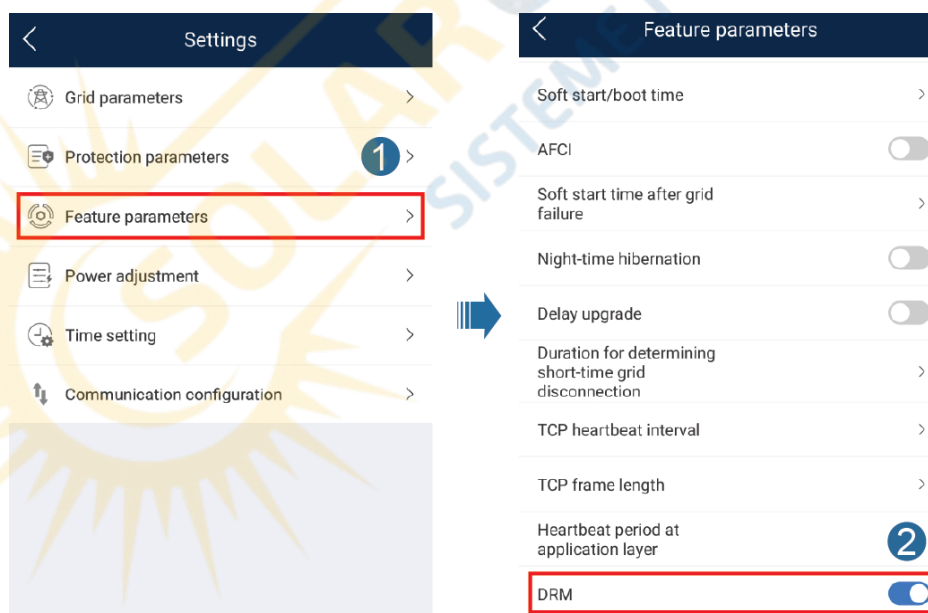 Settings
Grid parameters
Protection parameters
1
Feature parameters
Power adjustment
Time setting
Communication configuration
Feature parameters
Soft start/boot time
AFCI
Soft start time after grid
failure
Night-time hibernation
Delay upgrade
Duration for determining
short-time grid
disconnection
TCP heartbeat interval
TCP frame length
Heartbeat period at
application layer
2
DRM
SOLAR
SISTEM